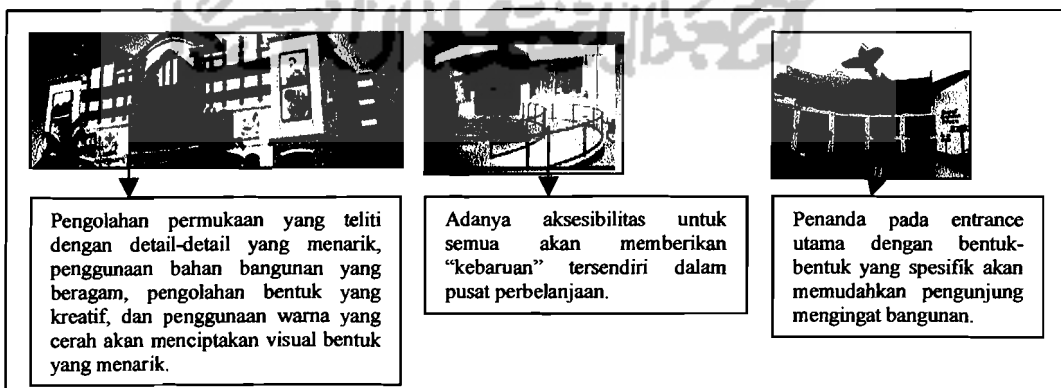 Pengolahan permukaan yang teliti
dengan detail-detail yang menarik,
penggunaan bahan bangunan yang
beragam, pengolahan bentuk yang
kreatif, dan penggunaan warna yang
cerah akan menciptakan visual bentuk
yang menarik.
Adanya aksesibilitas untuk
semua akan memberikan
“kebaruan” tersendiri dalam
pusat perbelanjaan.
Penanda pada entrance
utama dengan bentuk-
bentuk yang spesifik akan
memudahkan pengunjung
mengingat bangunan.